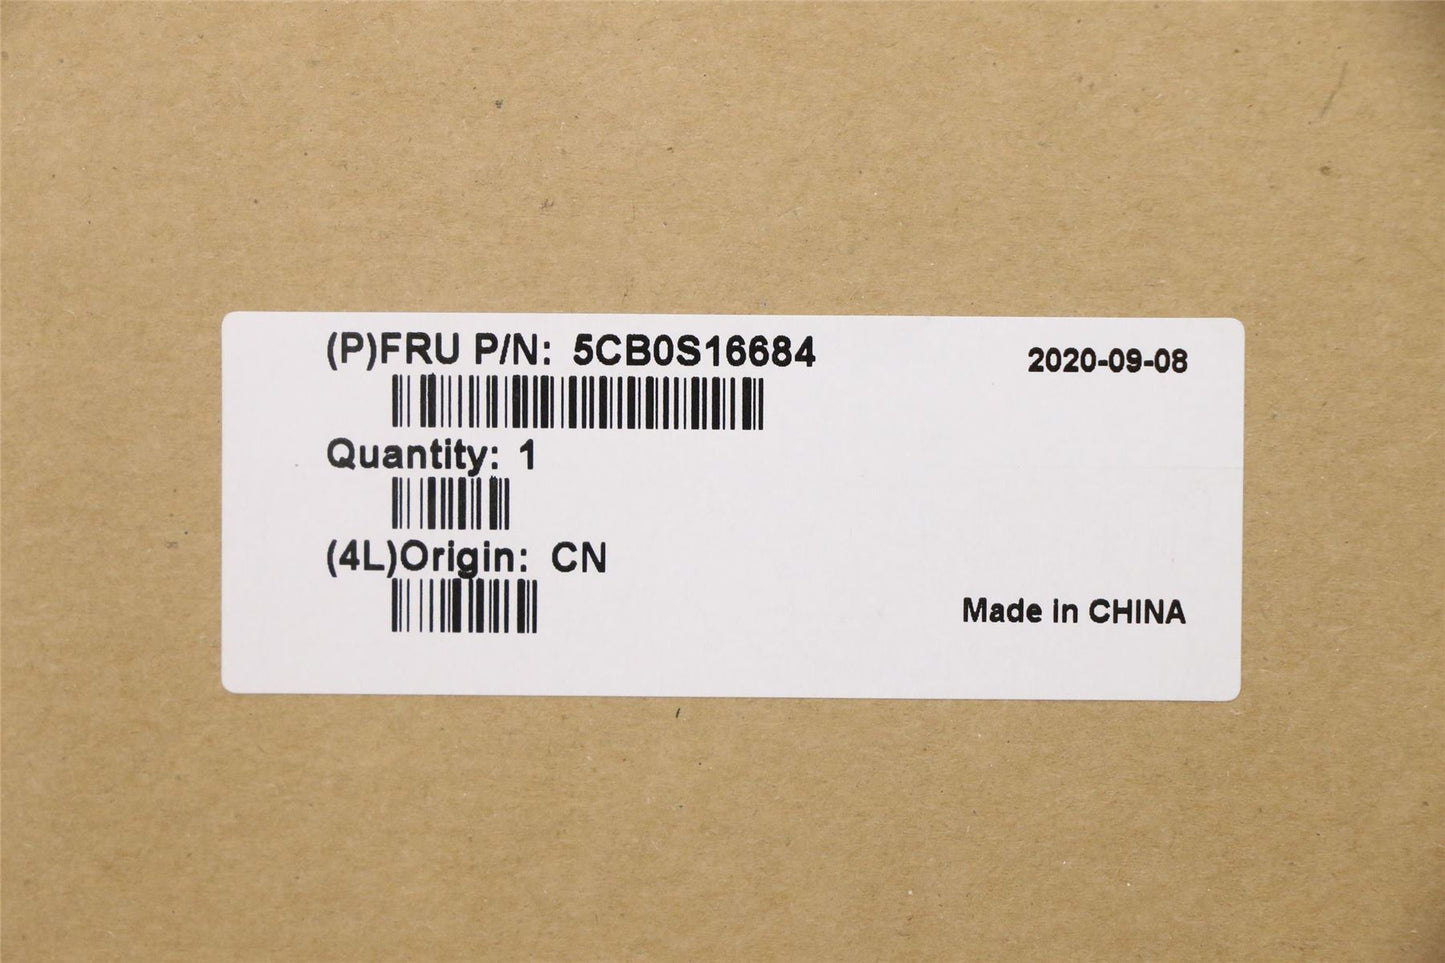 (P)FRU P/N: 5CB0S16684
2020-09-08
Quantity: 1
(4L)Origin: CN
Made in CHINA